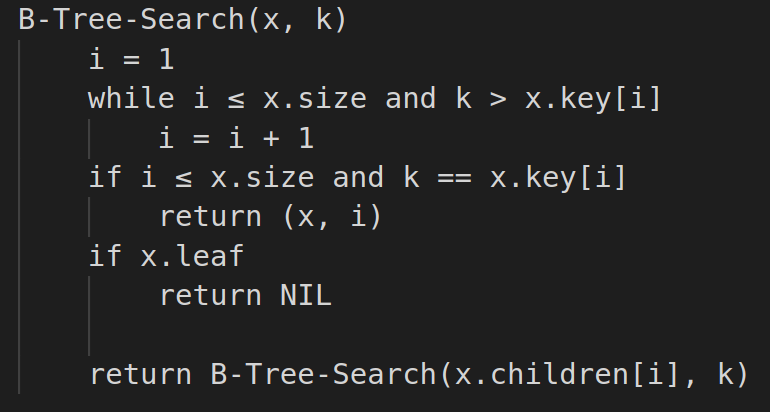 B-Tree-Search(x, k)
    i = 1
    while i ≤ x.size and k > x.key[i]
        i = i + 1
    if i ≤ x.size and k == x.key[i]
        return (x, i)
    if x.leaf
        return NIL

    return B-Tree-Search(x.children[i], k)